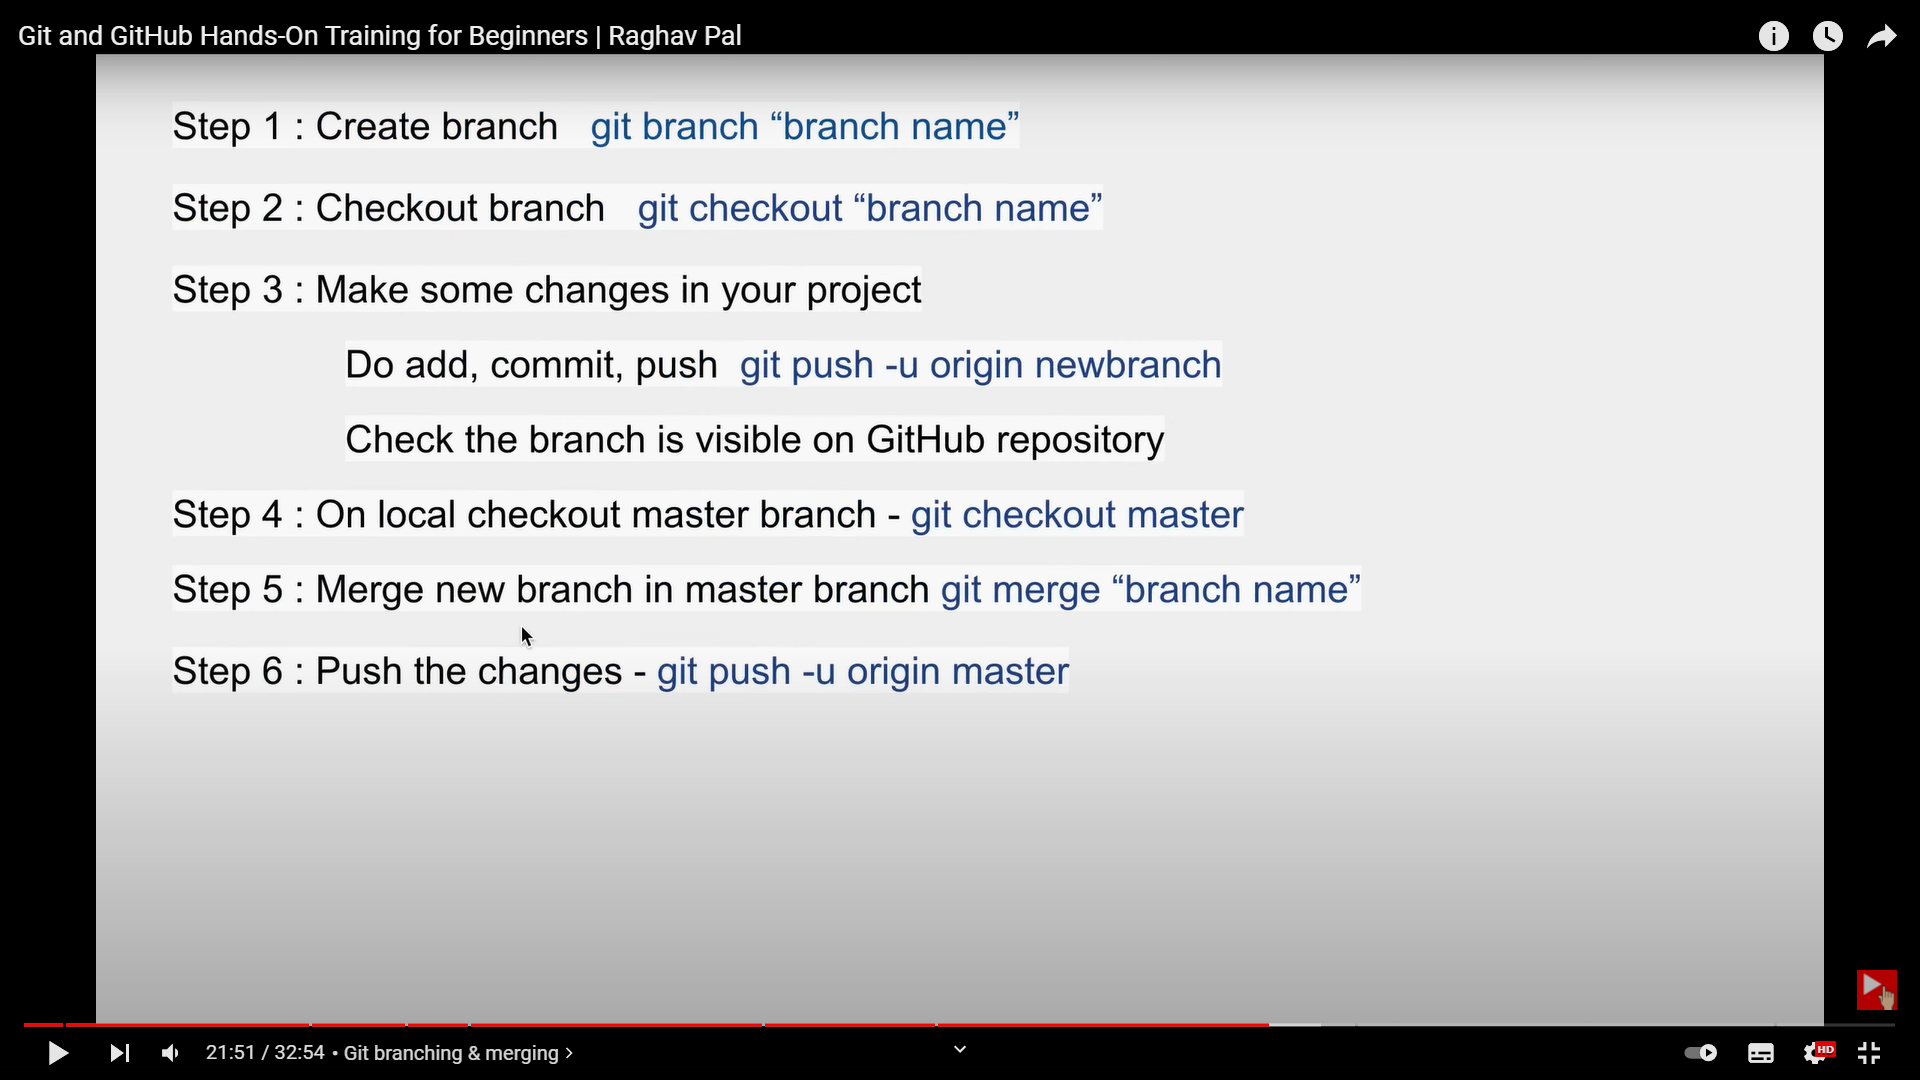 Git and GitHub Hands-On Training for Beginners | Raghav Pal
Step 1 : Create branch git branch “branch name”
Step 2 : Checkout branch git checkout “branch name”
Step 3 : Make some changes in your project
Do add, commit, push git push -u origin newbranch
Check the branch is visible on GitHub repository
Step 4 : On local checkout master branch - git checkout master
Step 5 : Merge new branch in master branch git merge “branch name”
Step 6 : Push the changes - git push -u origin master
21:51 / 32:54 • Git branching & merging >
HD